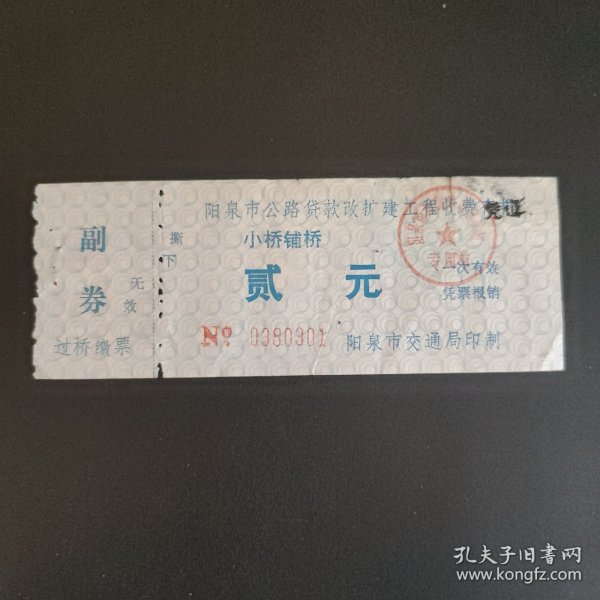 副券
撕下
无效
过桥缴票
阳泉市公路贷款改扩建工程收费
凭证
小桥铺桥
贰元
一次有效
凭票报销
Nº 0380301
阳泉市交通局印制
孔夫子旧书网
www.kongfz.com